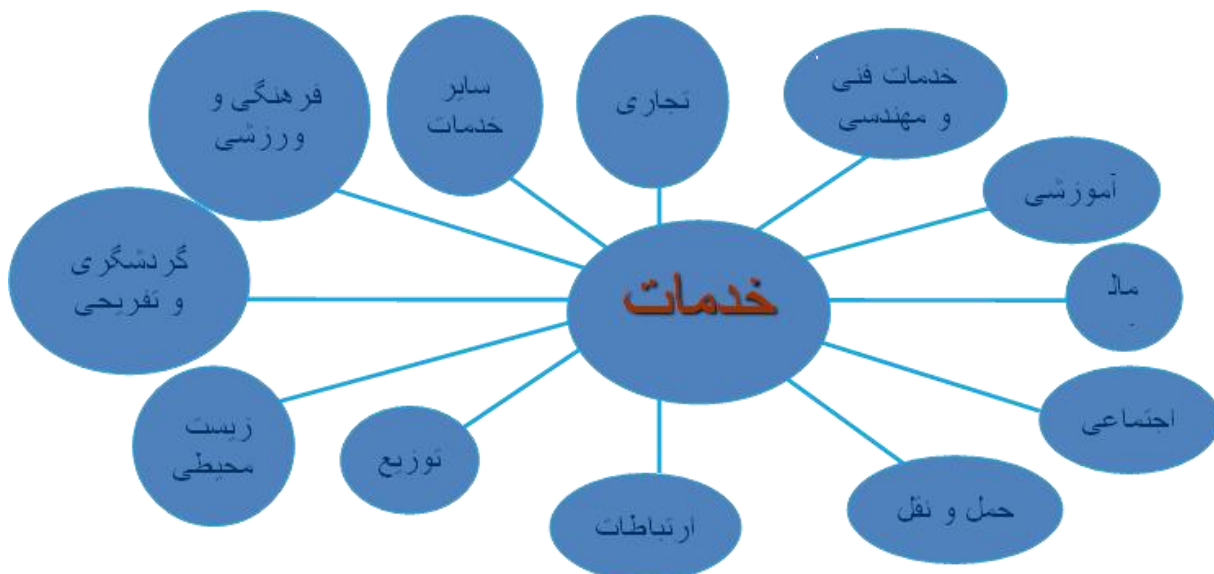 خدمات
تجاری
خدمات فنی
و مهندسی
آموزشی
مالـ
اجتماعی
حمل و نقل
ارتباطات
توزیع
زیست
محیطی
گردشگری
و تفریحی
فرهنگی و
ورزشی
سایر
خدمات